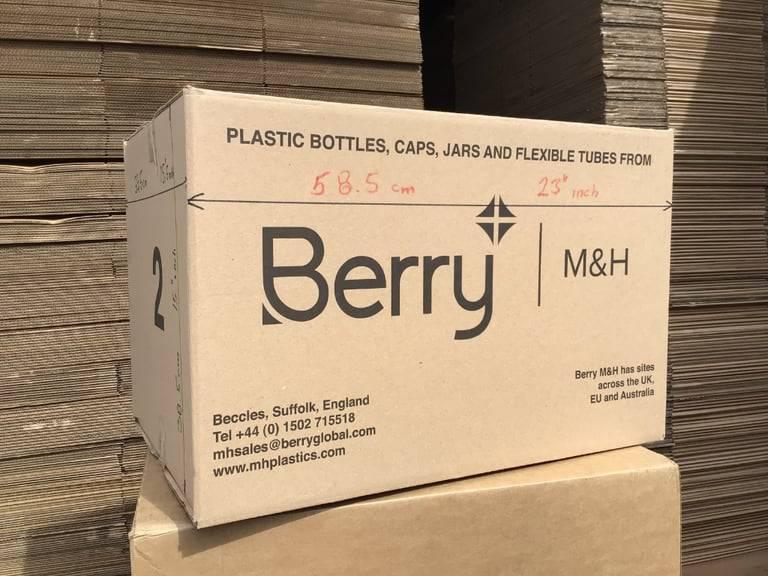 PLASTIC BOTTLES, CAPS, JARS AND FLEXIBLE TUBES FROM
58.5 cm 23" inch
Berry M&H
2
Beccles, Suffolk, England
Tel +44 (0) 1502 715518
mhsales@berryglobal.com
www.mhplastics.com
Berry M&H has sites
across the UK,
EU and Australia